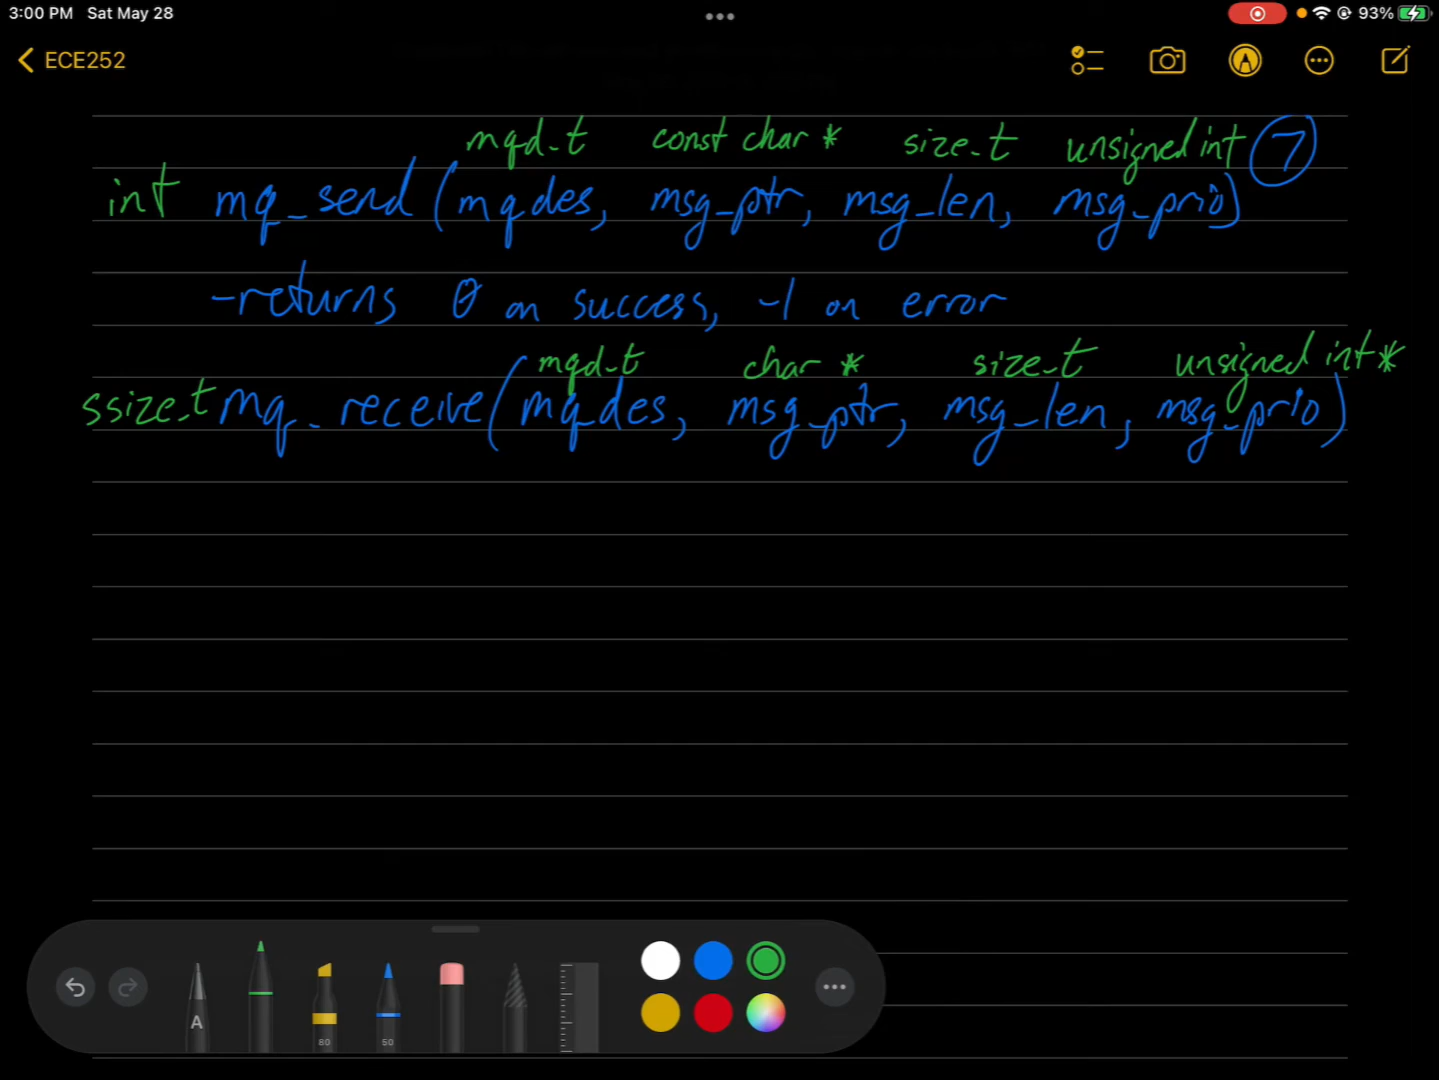 3:00 PM Sat May 28 93%
ECE252
mqd_t const char * size_t unsigned int 7
int mq_send (mqdes, msg_ptr, msg_len, msg_prio)
-returns 0 on success, -1 on error
mqd_t char * size_t unsigned int *
ssize_t mq_receive (mqdes, msg_ptr, msg_len, msg_prio)
A 80 50